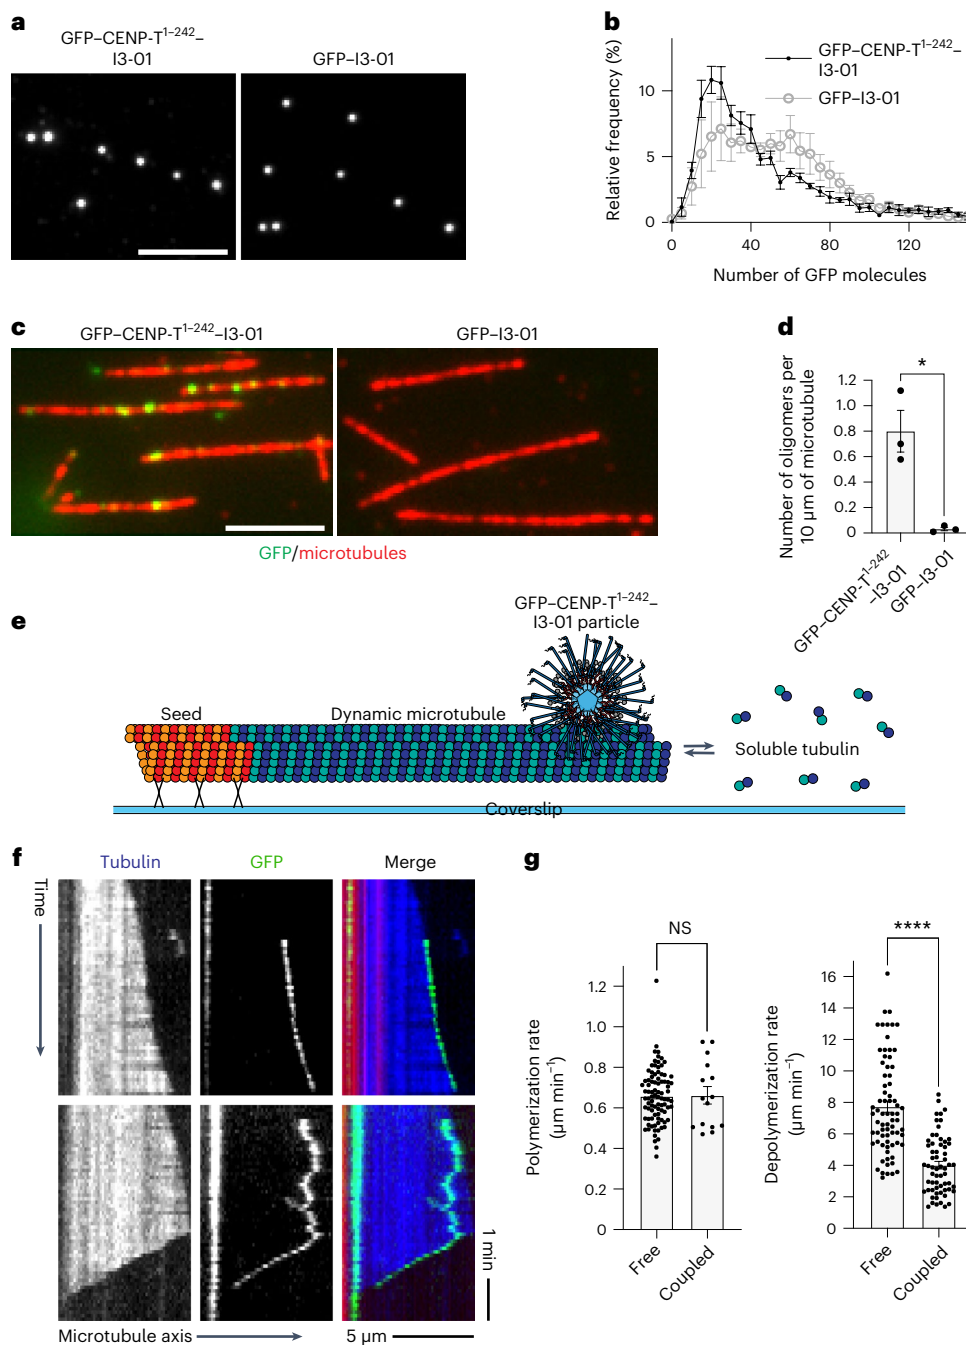 a
GFP–CENP-T1–242–
I3-01
GFP–I3-01
b
Relative frequency (%)
10
5
0
0
40
80
120
Number of GFP molecules
GFP–CENP-T1–242–
I3-01
GFP–I3-01
c
GFP–CENP-T1–242–I3-01
GFP–I3-01
GFP/microtubules
d
Number of oligomers per
10 µm of microtubule
1.2
1.0
0.8
0.6
0.4
0.2
0
*
GFP–CENP-T1–242
–I3-01
GFP–I3-01
e
GFP–CENP-T1–242–
I3-01 particle
Seed
Dynamic microtubule
Soluble tubulin
Coverslip
f
Tubulin
GFP
Merge
Time
1 min
Microtubule axis
5 µm
g
NS
Polymerization rate
(µm min−1)
1.2
1.0
0.8
0.6
0.4
0.2
0
Free
Coupled
****
Depolymerization rate
(µm min−1)
16
14
12
10
8
6
4
2
0
Free
Coupled